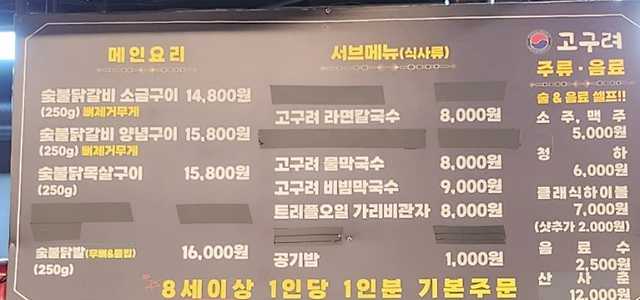 메인요리
숯불닭갈비 소금구이 14,800원
(250g) 뼈제거무게
숯불닭갈비 양념구이 15,800원
(250g) 뼈제거무게
숯불닭목살구이 15,800원
(250g)
숯불닭발(무뼈&튤립) 16,000원
(250g)
서브메뉴(식사류)
고구려 라면칼국수 8,000원
고구려 물막국수 8,000원
고구려 비빔막국수 9,000원
트리플오일 가리비관자 8,000원
공기밥 1,000원
8세이상 1인당 1인분 기본주문
고구려
주류·음료
술 & 음료 셀프!!
소주, 맥주
5,000원
청하
6,000원
클래식하이볼
7,000원
(샷추가 2,000원)
음료수
2,500원
산사춘
12,000원